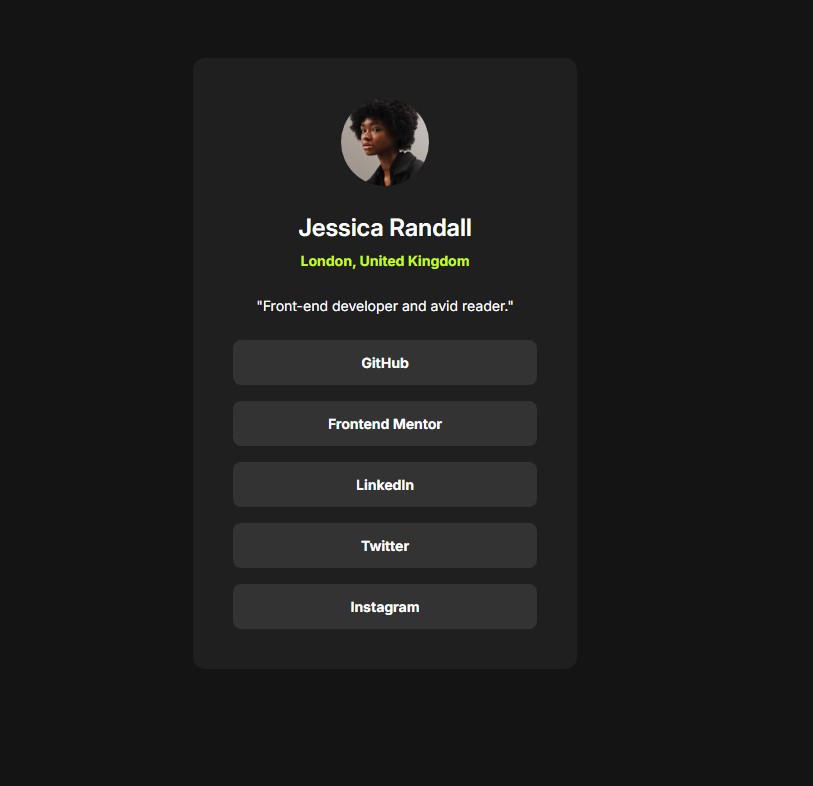 Jessica Randall
London, United Kingdom
"Front-end developer and avid reader."
GitHub
Frontend Mentor
LinkedIn
Twitter
Instagram